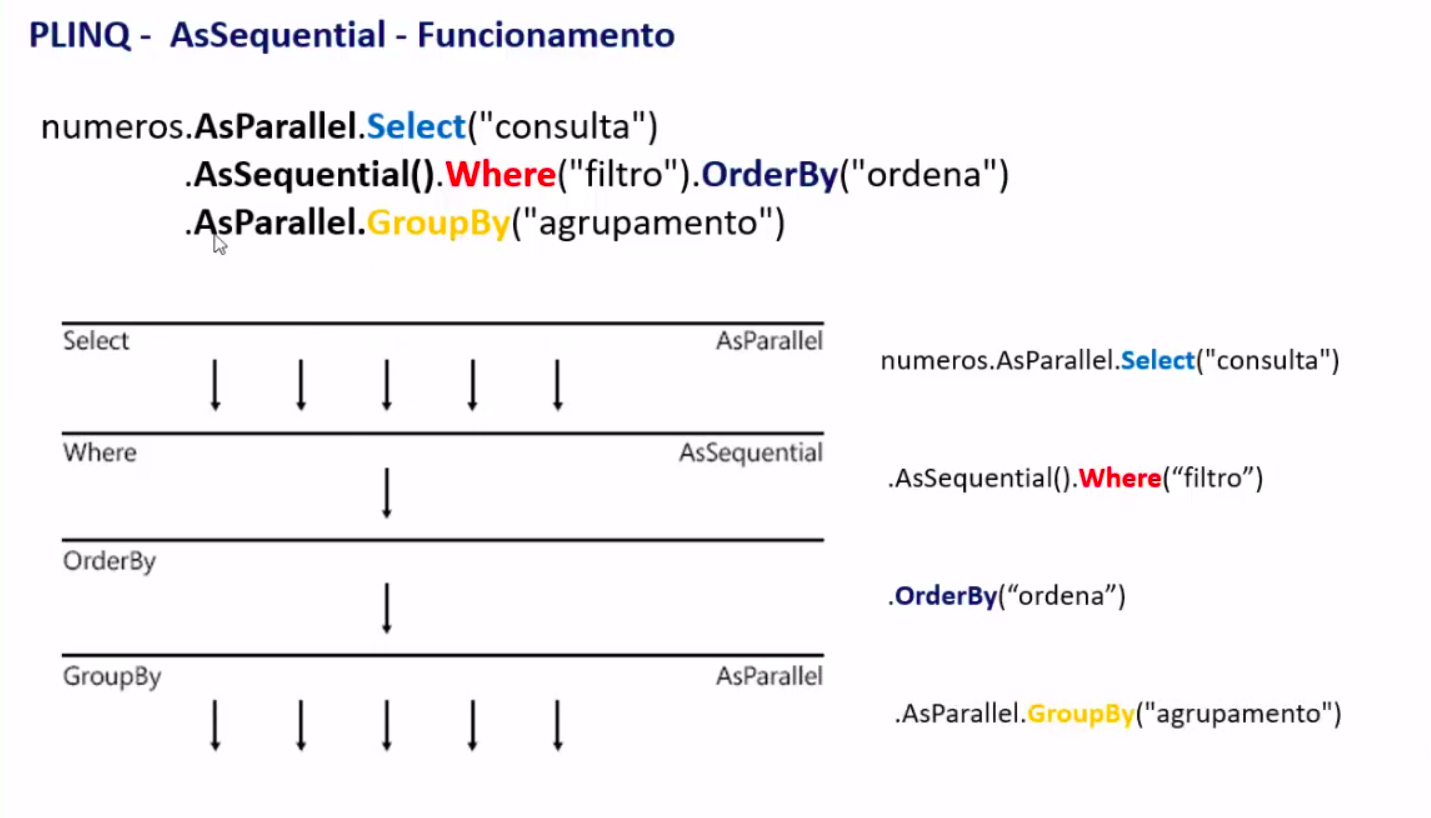 PLINQ - AsSequential - Funcionamento
numeros.AsParallel.Select("consulta")
.AsSequential().Where("filtro").OrderBy("ordena")
.AsParallel.GroupBy("agrupamento")
Select AsParallel
numeros.AsParallel.Select("consulta")
Where AsSequential
.AsSequential().Where(“filtro”)
OrderBy
.OrderBy(“ordena”)
GroupBy AsParallel
.AsParallel.GroupBy("agrupamento")